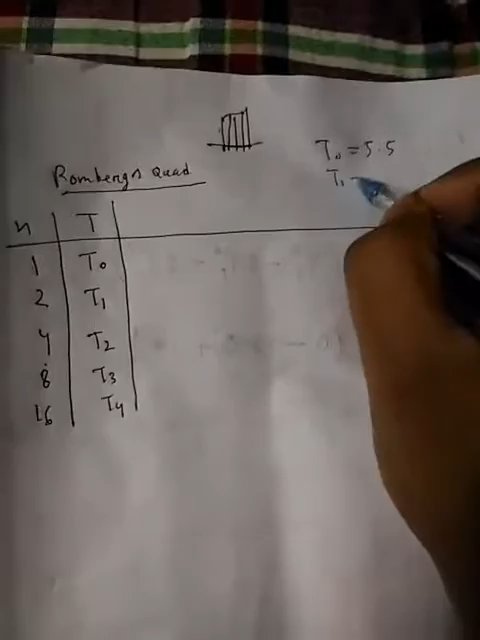 T₀ = 5.5
T₁ =
Rombergs Quad
n T
1 T₀
2 T₁
4 T₂
8 T₃
16 T₄